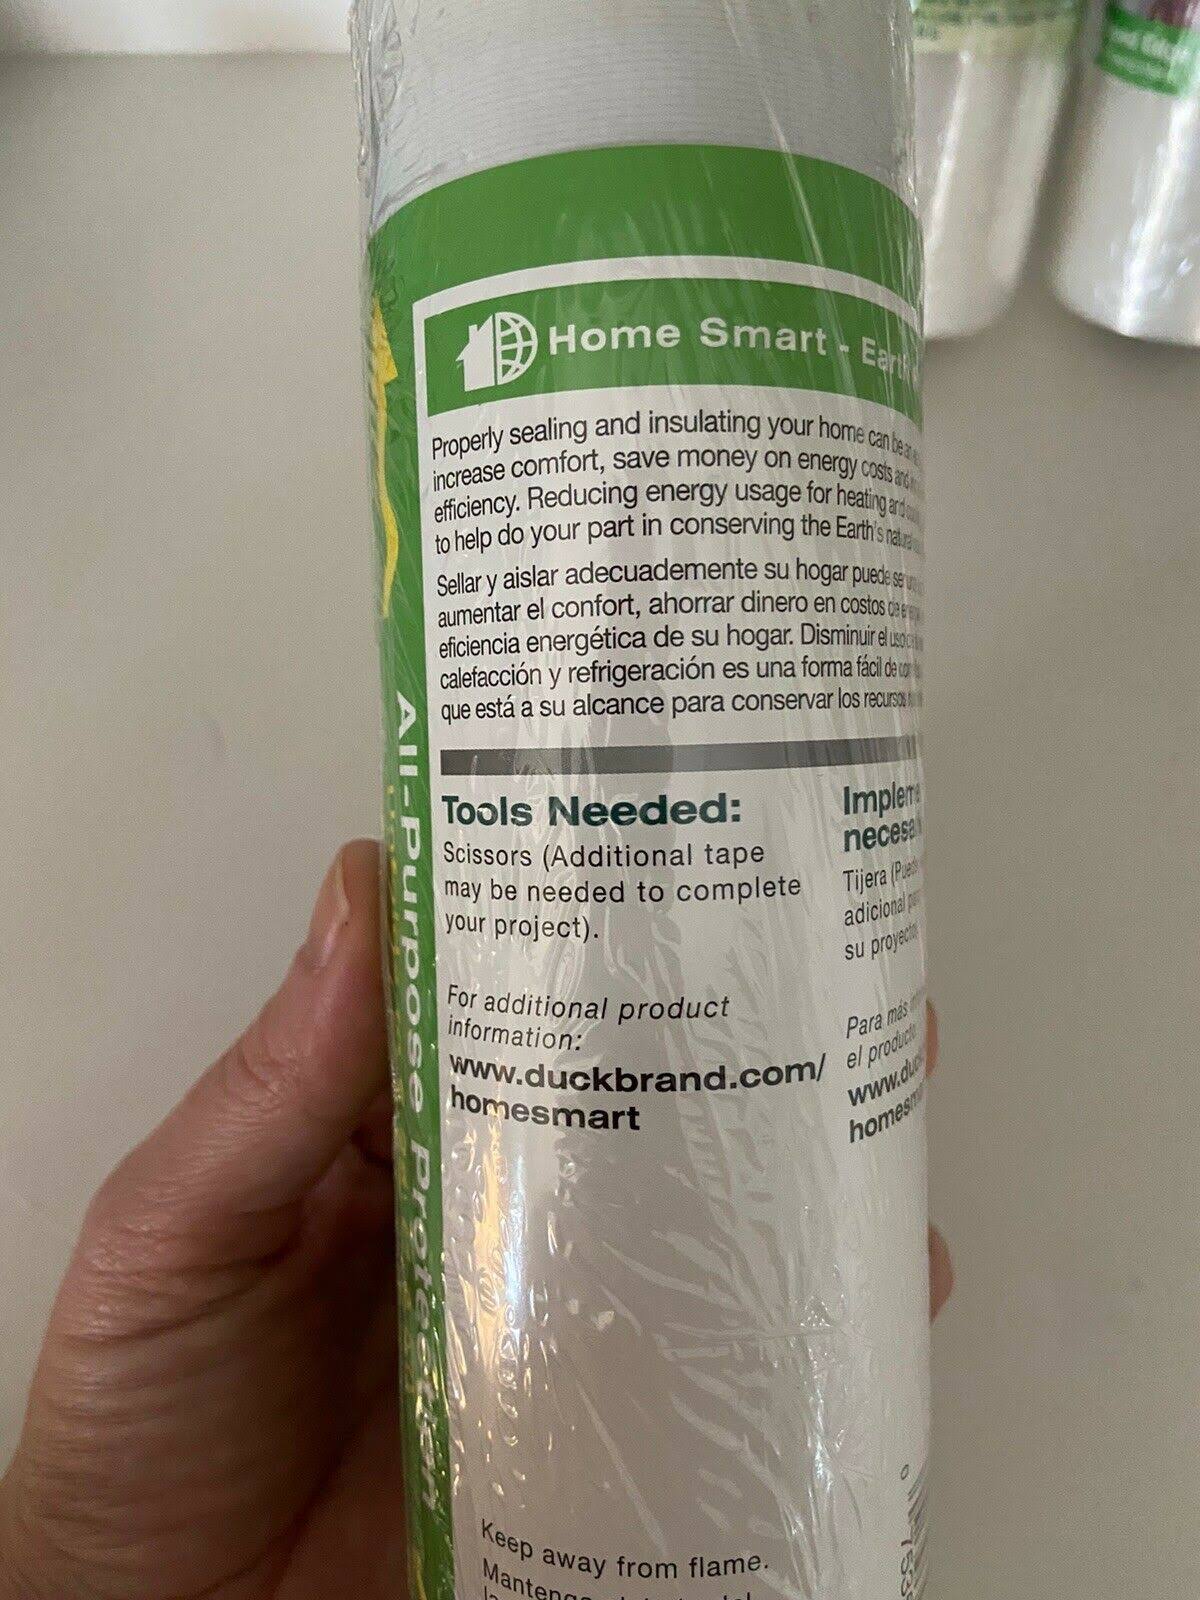 Home Smart -
Properly sealing and insulating your home can be
increase comfort, save money on energy costs and
efficiency. Reducing energy usage for heating and
to help do your part in conserving the Earth's
Sellar y aislar adecuademente su hogar puede
aumentar el confort, ahorrar dinero en costos de
eficiencia energética de su hogar. Disminuir el
calefacción y refrigeración es una forma fácil de
que está a su alcance para conservar los recursos
Tools Needed:
Scissors (Additional tape
may be needed to complete
your project).
For additional product
information:
www.duckbrand.com/
homesmart
Tijera
adicional
su proyecto
Para más
el producto
All-Purpose Protection
Keep away from flame.